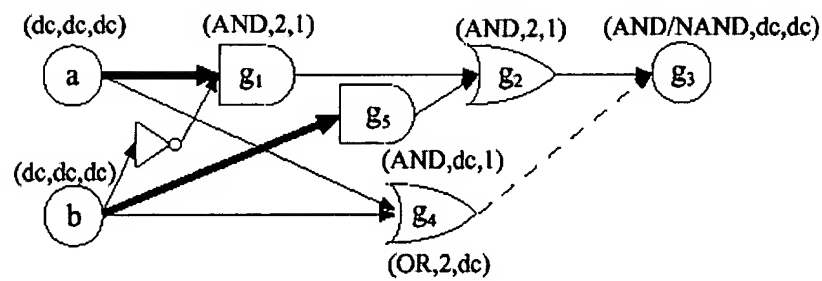 (dc,dc,dc)
(AND,2,1)
(AND,2,1)
(AND/NAND,dc,dc)
a
g1
g2
g3
g5
(dc,dc,dc)
(AND,dc,1)
b
g4
(OR,2,dc)